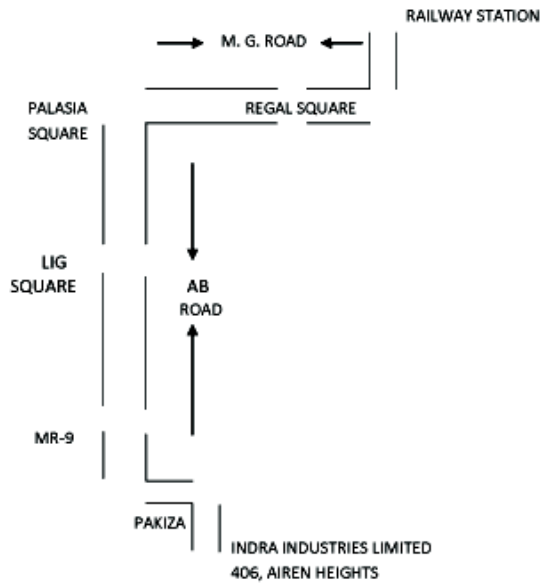 RAILWAY STATION
M. G. ROAD
PALASIA
SQUARE
REGAL SQUARE
LIG
SQUARE
AB
ROAD
MR-9
PAKIZA
INDRA INDUSTRIES LIMITED
406, AIREN HEIGHTS